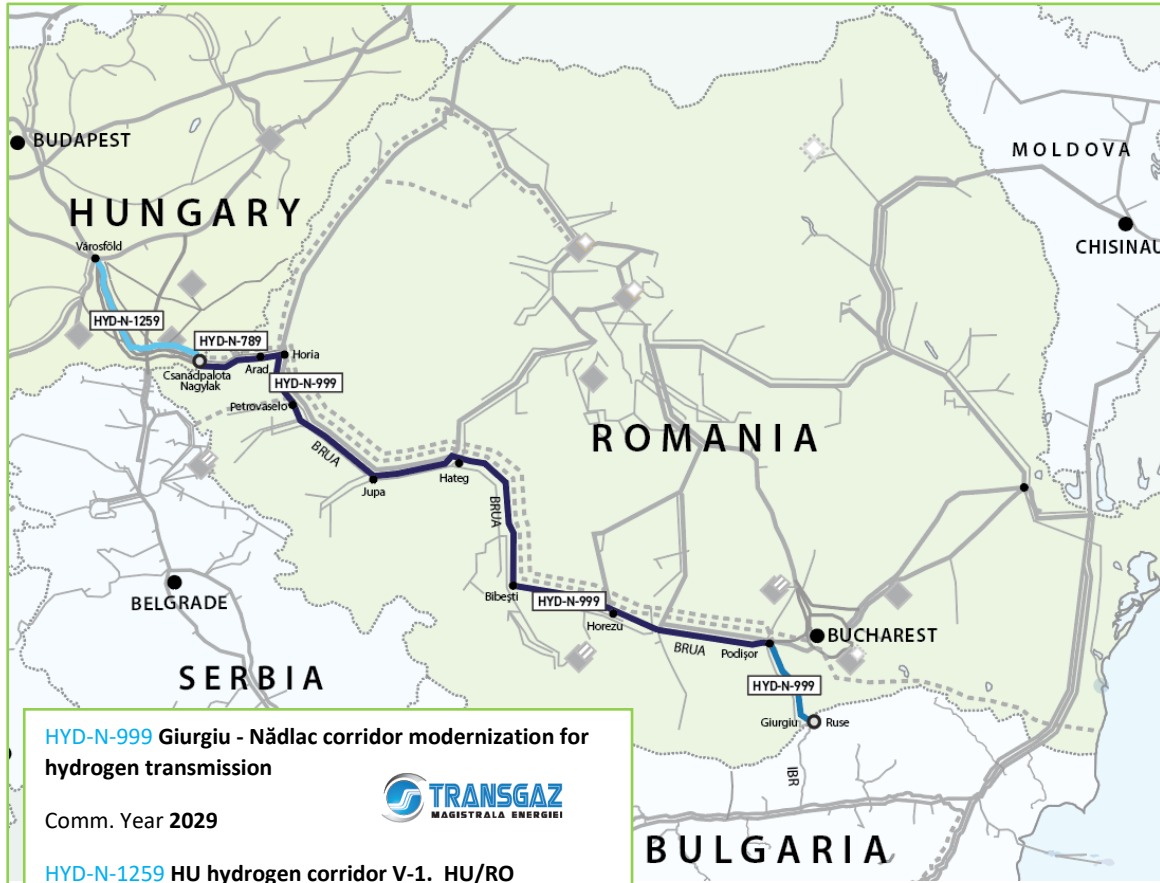 BUDAPEST
MOLDOVA
HUNGARY
CHISINAU
Városföld
HYD-N-1259
HYD-N-789
Horia
Arad
Csanádpalota
Nagylak
HYD-N-999
Petrovaselo
ROMANIA
BRUA
Hateg
Jupa
BRUA
BELGRADE
Bibeşti
HYD-N-999
Horezu
BUCHAREST
BRUA
Podişor
SERBIA
HYD-N-999
Giurgiu
Ruse
IBR
BULGARIA
HYD-N-999 Giurgiu - Nădlac corridor modernization for
hydrogen transmission
TRANSGAZ
MAGISTRALA ENERGIEI
Comm. Year 2029
HYD-N-1259 HU hydrogen corridor V-1. HU/RO